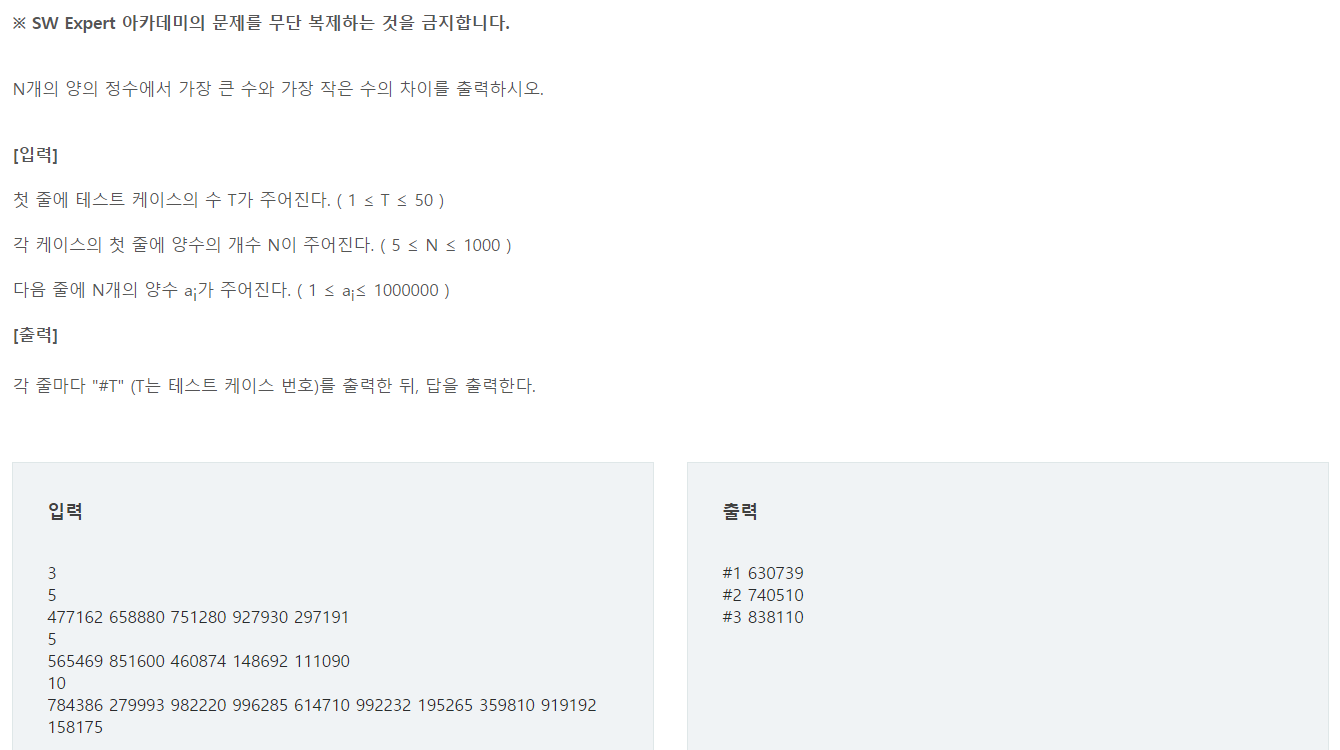 ※ SW Expert 아카데미의 문제를 무단 복제하는 것을 금지합니다.
N개의 양의 정수에서 가장 큰 수와 가장 작은 수의 차이를 출력하시오.
[입력]
첫 줄에 테스트 케이스의 수 T가 주어진다. ( 1 ≤ T ≤ 50 )
각 케이스의 첫 줄에 양수의 개수 N이 주어진다. ( 5 ≤ N ≤ 1000 )
다음 줄에 N개의 양수 ai가 주어진다. ( 1 ≤ ai≤ 1000000 )
[출력]
각 줄마다 "#T" (T는 테스트 케이스 번호)를 출력한 뒤, 답을 출력한다.
입력
3
5
477162 658880 751280 927930 297191
5
565469 851600 460874 148692 111090
10
784386 279993 982220 996285 614710 992232 195265 359810 919192
158175
출력
#1 630739
#2 740510
#3 838110